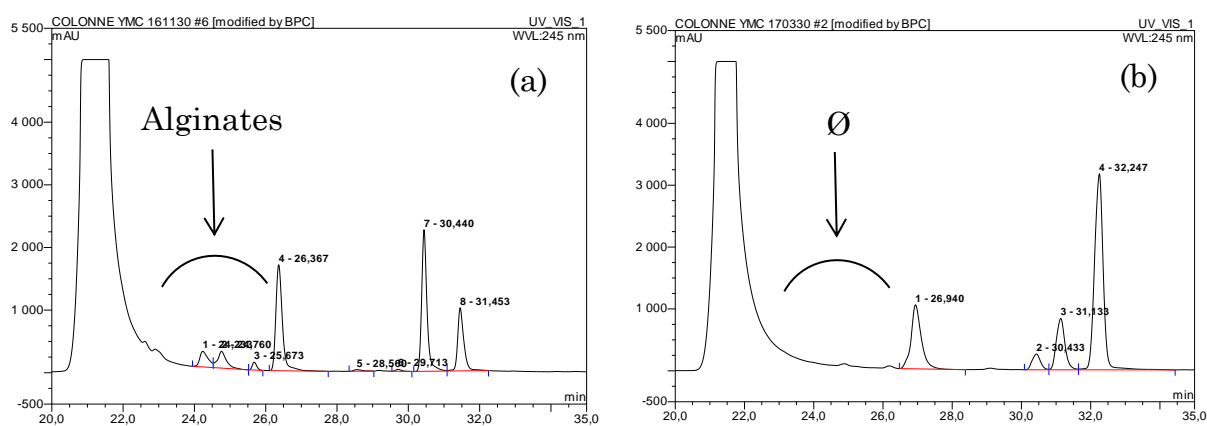 COLONNE YMC 161130 #6 [modified by BPC] UV_VIS_1
5 500
mAU WVL:245 nm
(a)
Alginates
4 000
3 000
2 000
1 000
-500
4 - 26,367
7 - 30,440
8 - 31,453
3 - 25,673
min
20,0 22,0 24,0 26,0 28,0 30,0 32,0 35,0
COLONNE YMC 170330 #2 [modified by BPC] UV_VIS_1
5 500
mAU WVL:245 nm
(b)
Ø
4 000
3 000
2 000
1 000
-500
4 - 32,247
1 - 26,940
3 - 31,133
2 - 30,433
min
20,0 22,0 24,0 26,0 28,0 30,0 32,0 35,0